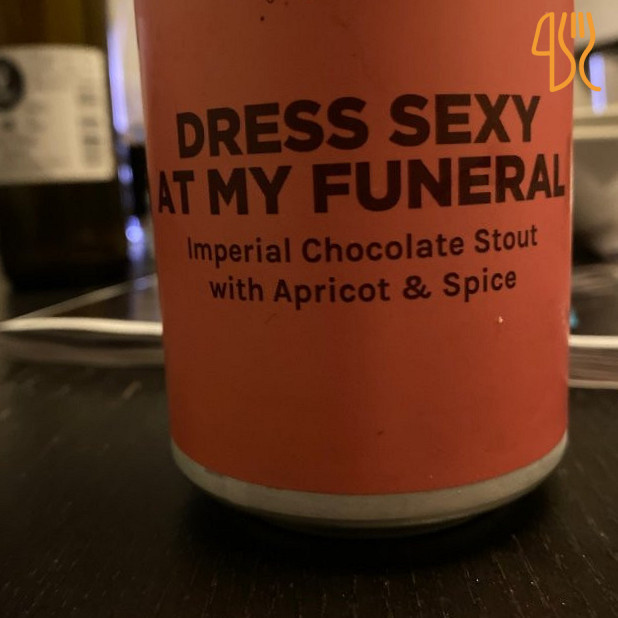 DRESS SEXY
AT MY FUNERAL
Imperial Chocolate Stout
with Apricot & Spice